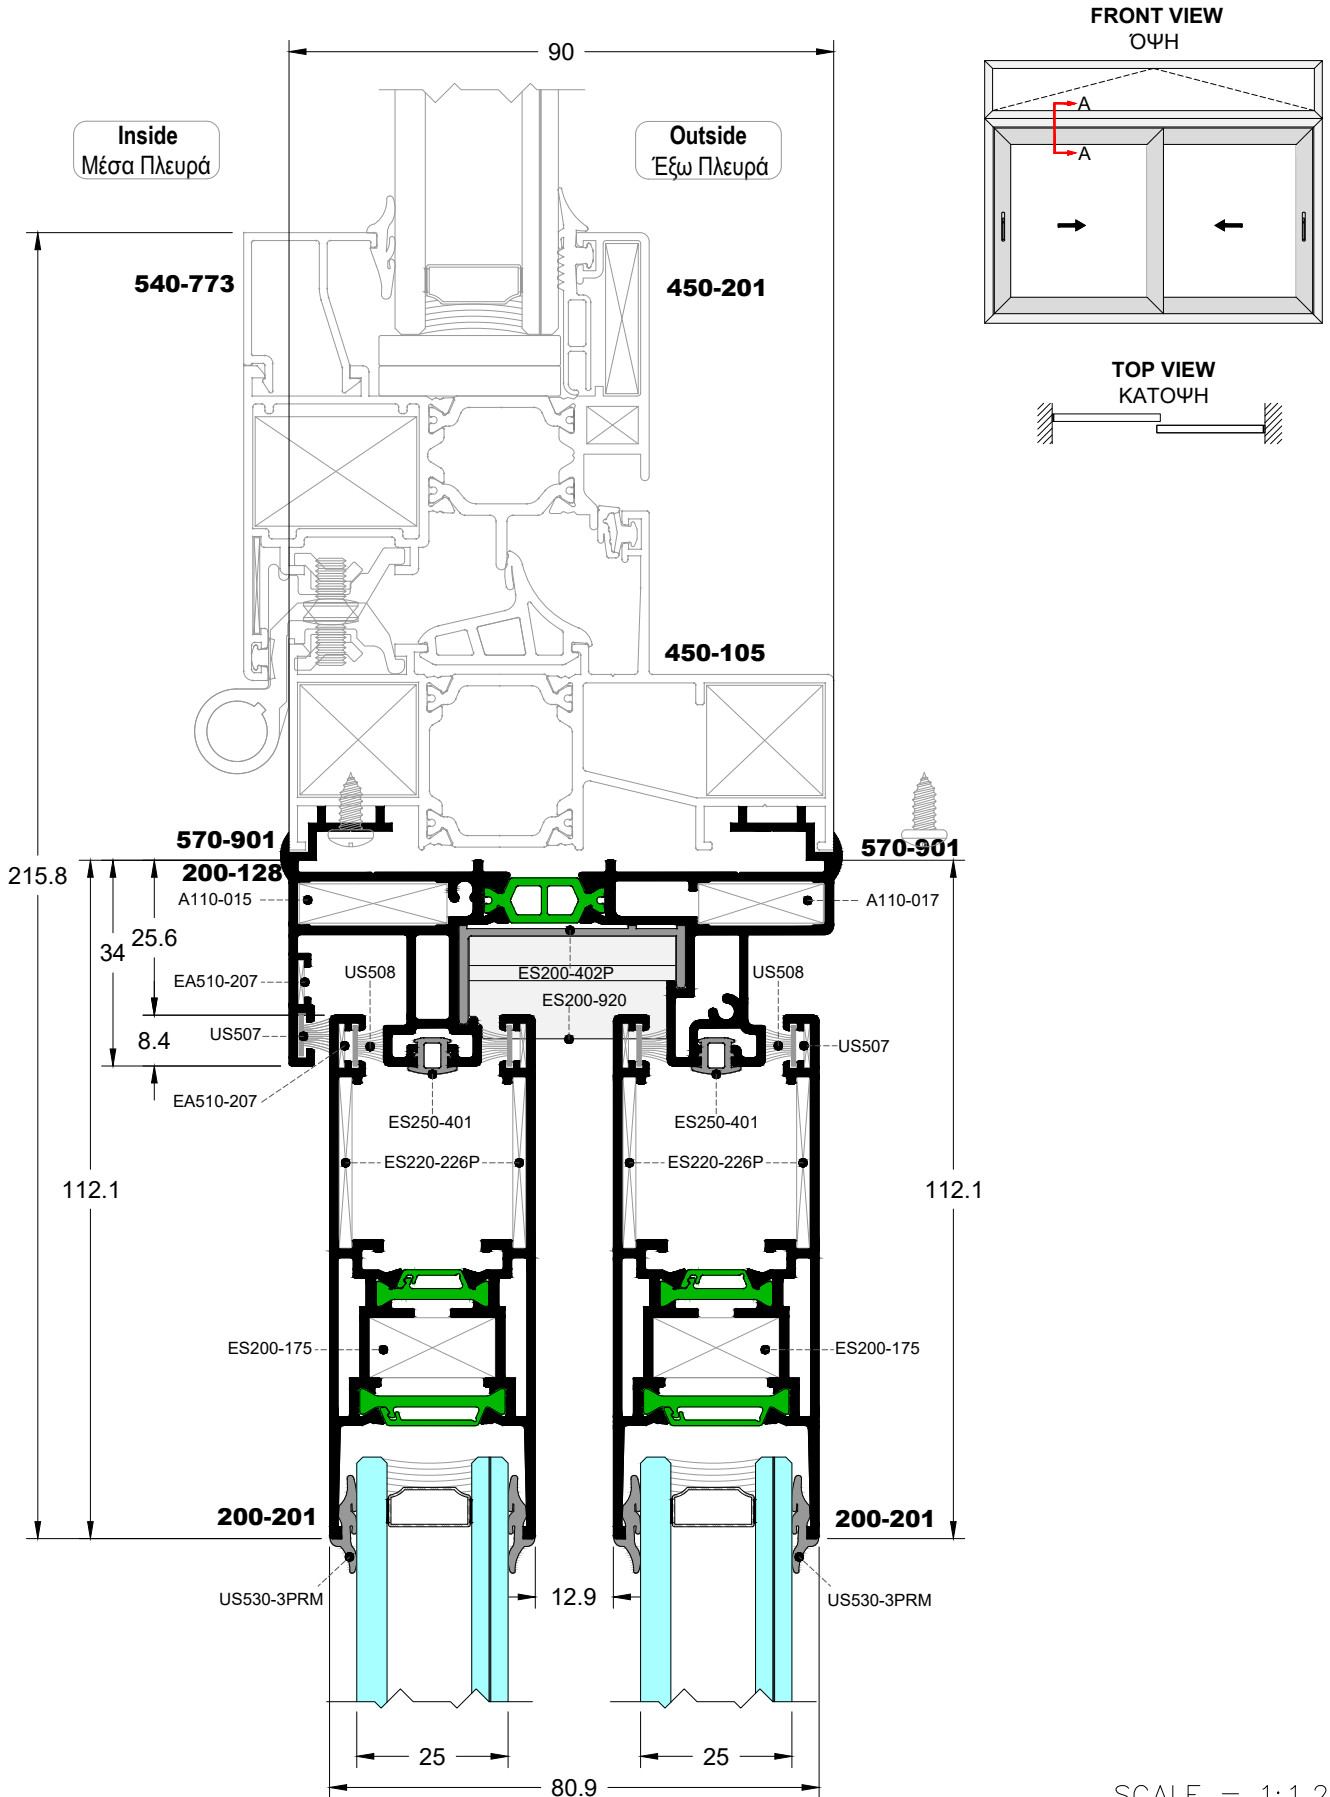 FRONT VIEW
ΌΨΗ
90
Inside
Μέσα Πλευρά
Outside
Έξω Πλευρά
A
A
540-773
450-201
TOP VIEW
ΚΑΤΟΨΗ
450-105
570-901
570-901
215.8
200-128
A110-015
A110-017
34
25.6
EA510-207
US508
ES200-402P
US508
ES200-920
US507
8.4
US507
EA510-207
ES250-401
ES250-401
ES220-226P
ES220-226P
112.1
112.1
ES200-175
ES200-175
200-201
200-201
US530-3PRM
12.9
US530-3PRM
25
25
80.9
SCALE = 1:1.2